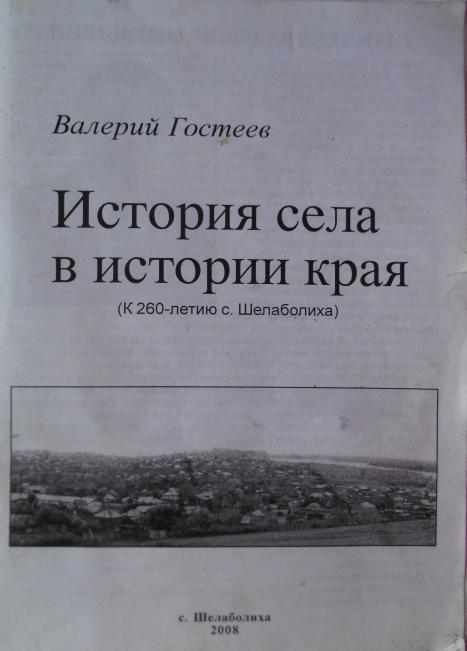 Валерий Гостеев
История села
в истории края
(К 260-летию с. Шелаболиха)
с. Шелаболиха
2008